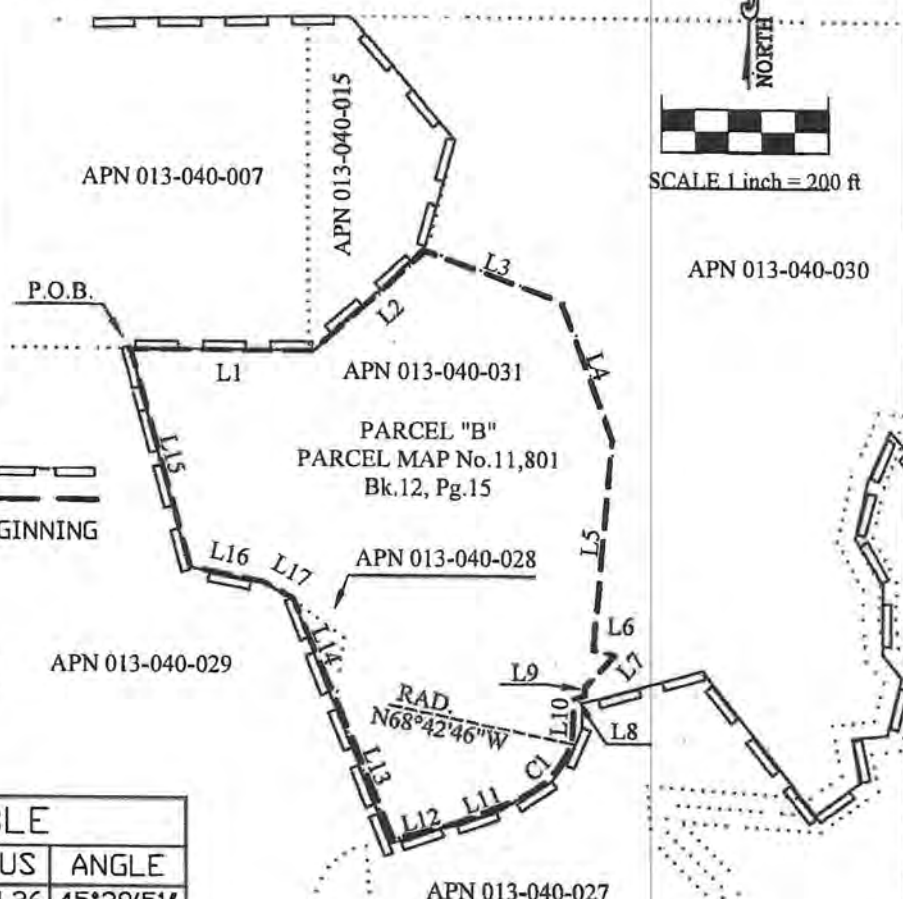 NORTH
SCALE 1 inch = 200 ft
APN 013-040-007
APN 013-040-015
APN 013-040-030
P.O.B.
L1
L2
L3
L4
APN 013-040-031
PARCEL "B"
PARCEL MAP No.11,801
Bk.12, Pg.15
L15
GINNING
L5
L16
L17
APN 013-040-028
L6
L7
L14
APN 013-040-029
L9
L10
L8
RAD.
N68°42'46"W
L13
C1
L12
L11
APN 013-040-027
BLE
US
ANGLE